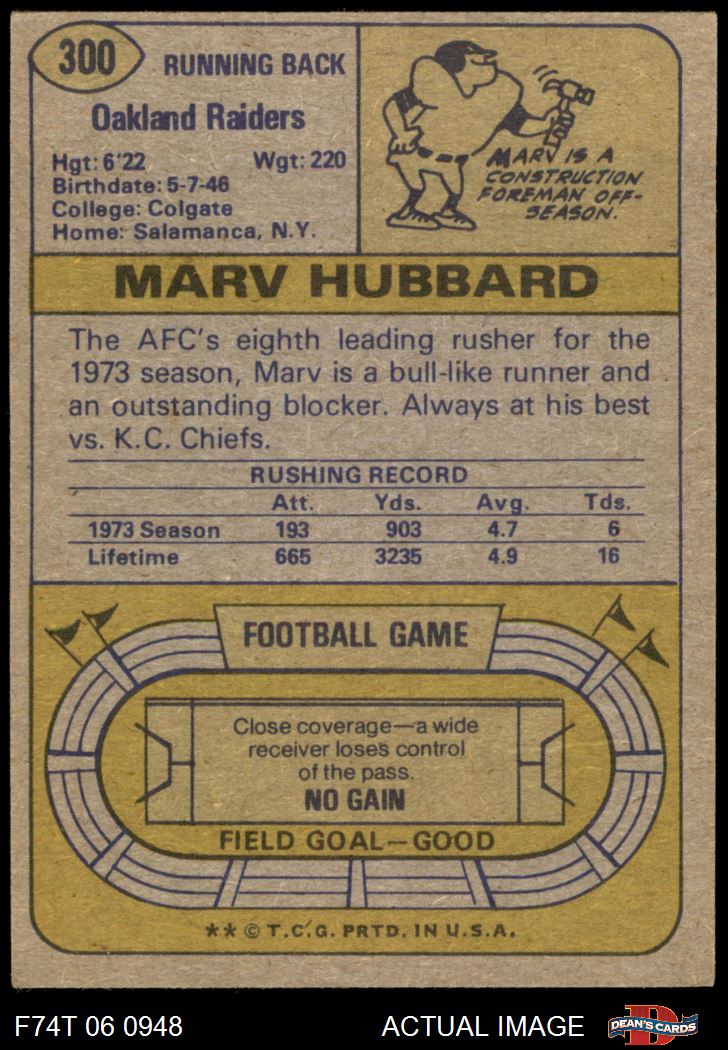 300
RUNNING BACK
Oakland Raiders
Hgt: 6'22 Wgt: 220
Birthdate: 5-7-46
College: Colgate
Home: Salamanca, N.Y.
MARV IS A
CONSTRUCTION
FOREMAN OFF-
SEASON.
MARV HUBBARD
The AFC's eighth leading rusher for the
1973 season, Marv is a bull-like runner and
an outstanding blocker. Always at his best
vs. K.C. Chiefs.
RUSHING RECORD
Att. Yds. Avg. Tds.
1973 Season 193 903 4.7 6
Lifetime 665 3235 4.9 16
FOOTBALL GAME
Close coverage—a wide
receiver loses control
of the pass.
NO GAIN
FIELD GOAL—GOOD
** © T.C.G. PRTD. IN U.S.A.
F74T 06 0948 ACTUAL IMAGE D DEAN'S CARDS